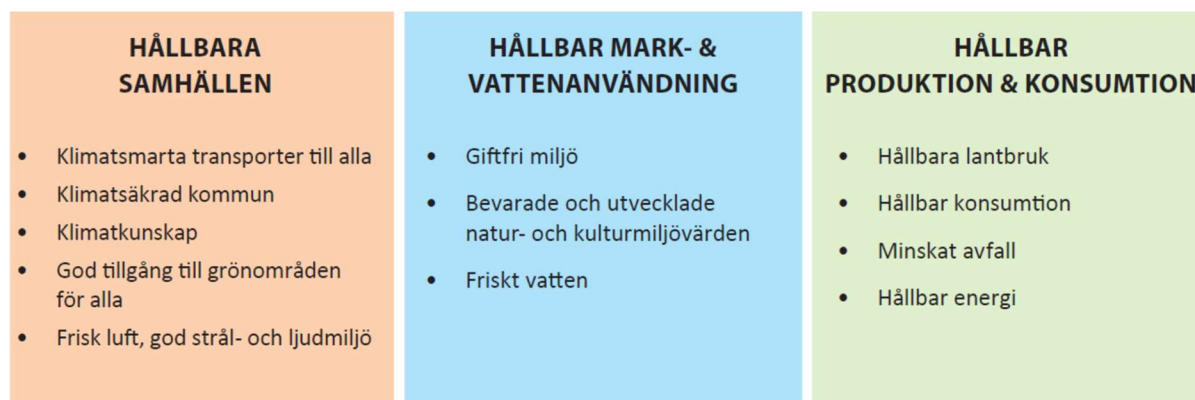 HÅLLBARA
SAMHÄLLEN
• Klimatsmarta transporter till alla
• Klimatsäkrad kommun
• Klimatkunskap
• God tillgång till grönområden
för alla
• Frisk luft, god strål- och ljudmiljö
HÅLLBAR MARK- &
VATTENANVÄNDNING
• Giftfri miljö
• Bevarade och utvecklade
natur- och kulturmiljövärden
• Friskt vatten
HÅLLBAR
PRODUKTION & KONSUMTION
• Hållbara lantbruk
• Hållbar konsumtion
• Minskat avfall
• Hållbar energi